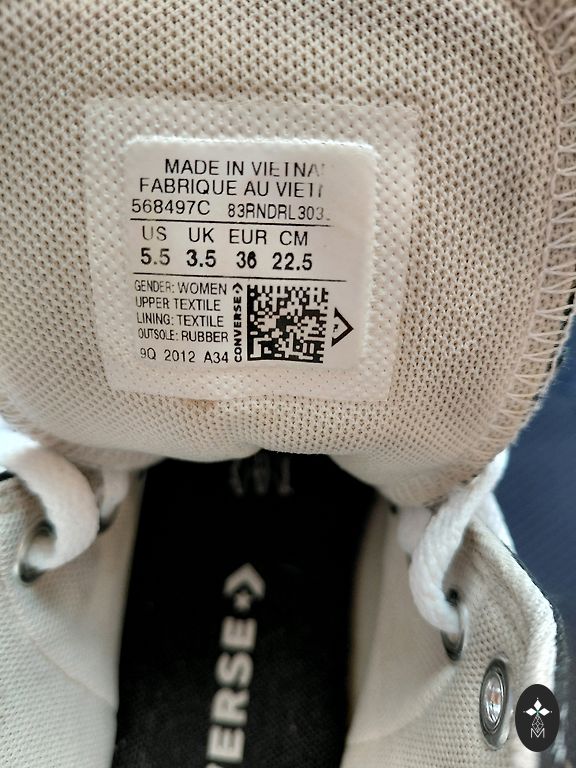 MADE IN VIETNA
FABRIQUE AU VIET
568497C 83RNDRL303
US UK EUR CM
5.5 3.5 36 22.5
GENDER: WOMEN
UPPER TEXTILE
LINING: TEXTILE
OUTSOLE: RUBBER
9Q 2012 A34
CONVERSE
VERSE
M